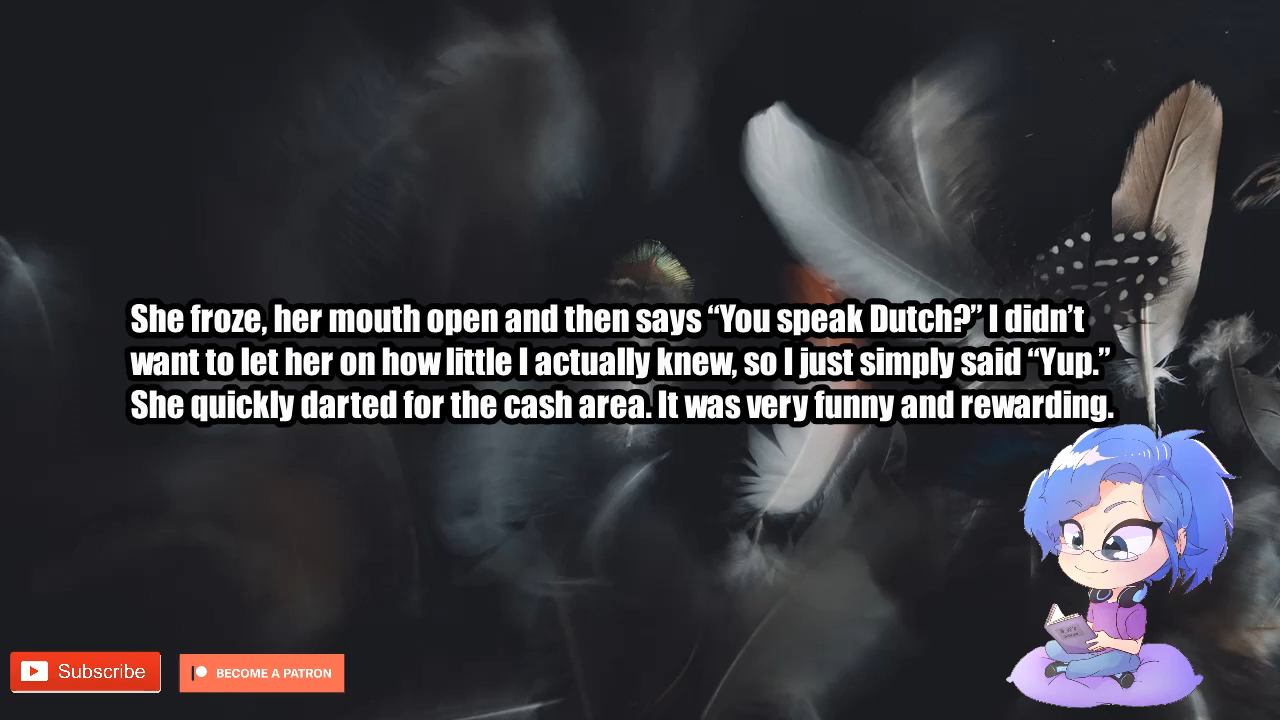 She froze, her mouth open and then says “You speak Dutch?” I didn’t
want to let her on how little I actually knew, so I just simply said “Yup.”
She quickly darted for the cash area. It was very funny and rewarding.
Subscribe
BECOME A PATRON